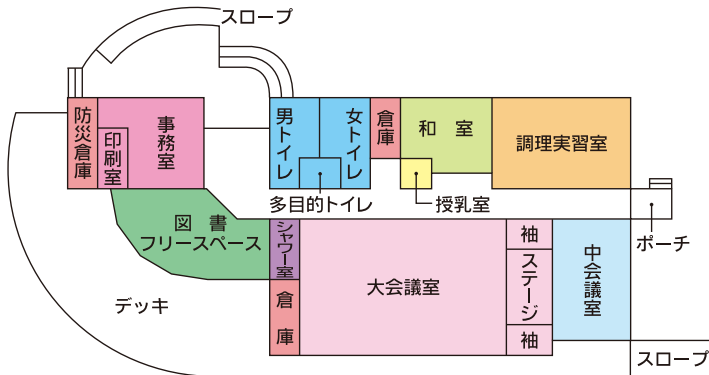 スロープ
防災倉庫
印刷室
事務室
男トイレ
女トイレ
倉庫
和室
調理実習室
多目的トイレ
授乳室
図書
フリースペース
シャワー室
倉庫
大会議室
袖
ステージ
袖
中会議室
ポーチ
デッキ
スロープ